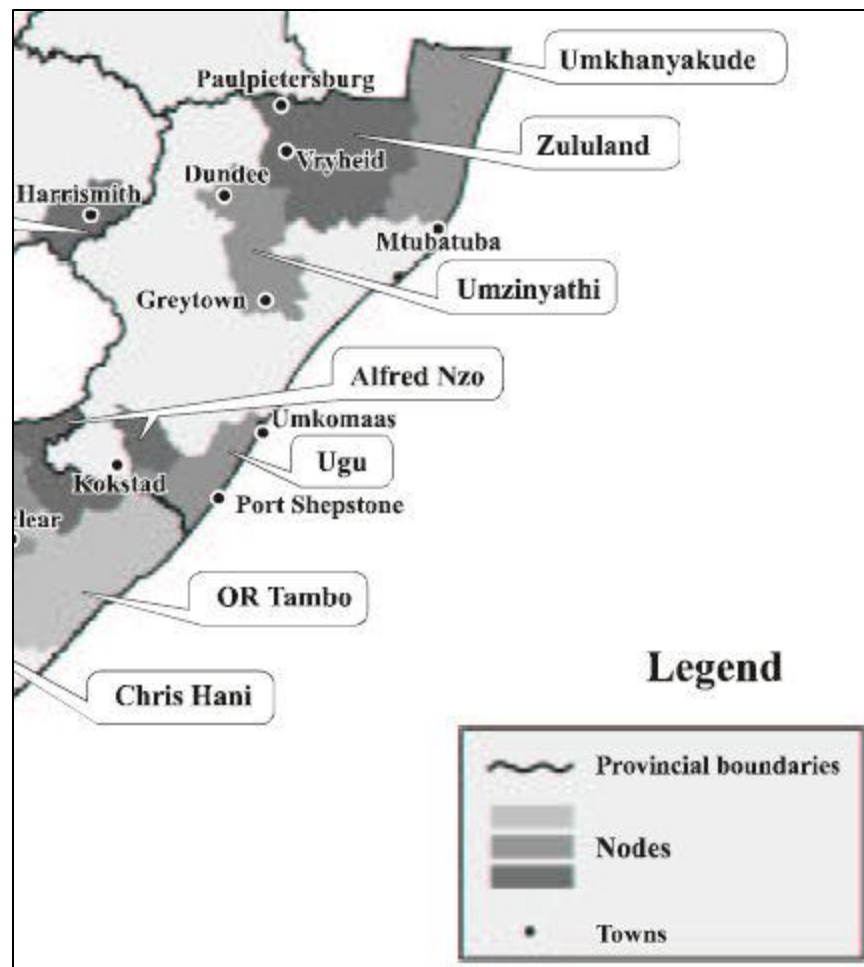 Umkhanyakude
Paulpietersburg
Zululand
Vryheid
Dundee
Harrismith
Mtubatuba
Umzinyathi
Greytown
Alfred Nzo
Umkomaas
Ugu
Kokstad
Port Shepstone
lear
OR Tambo
Chris Hani
Legend
Provincial boundaries
Nodes
Towns